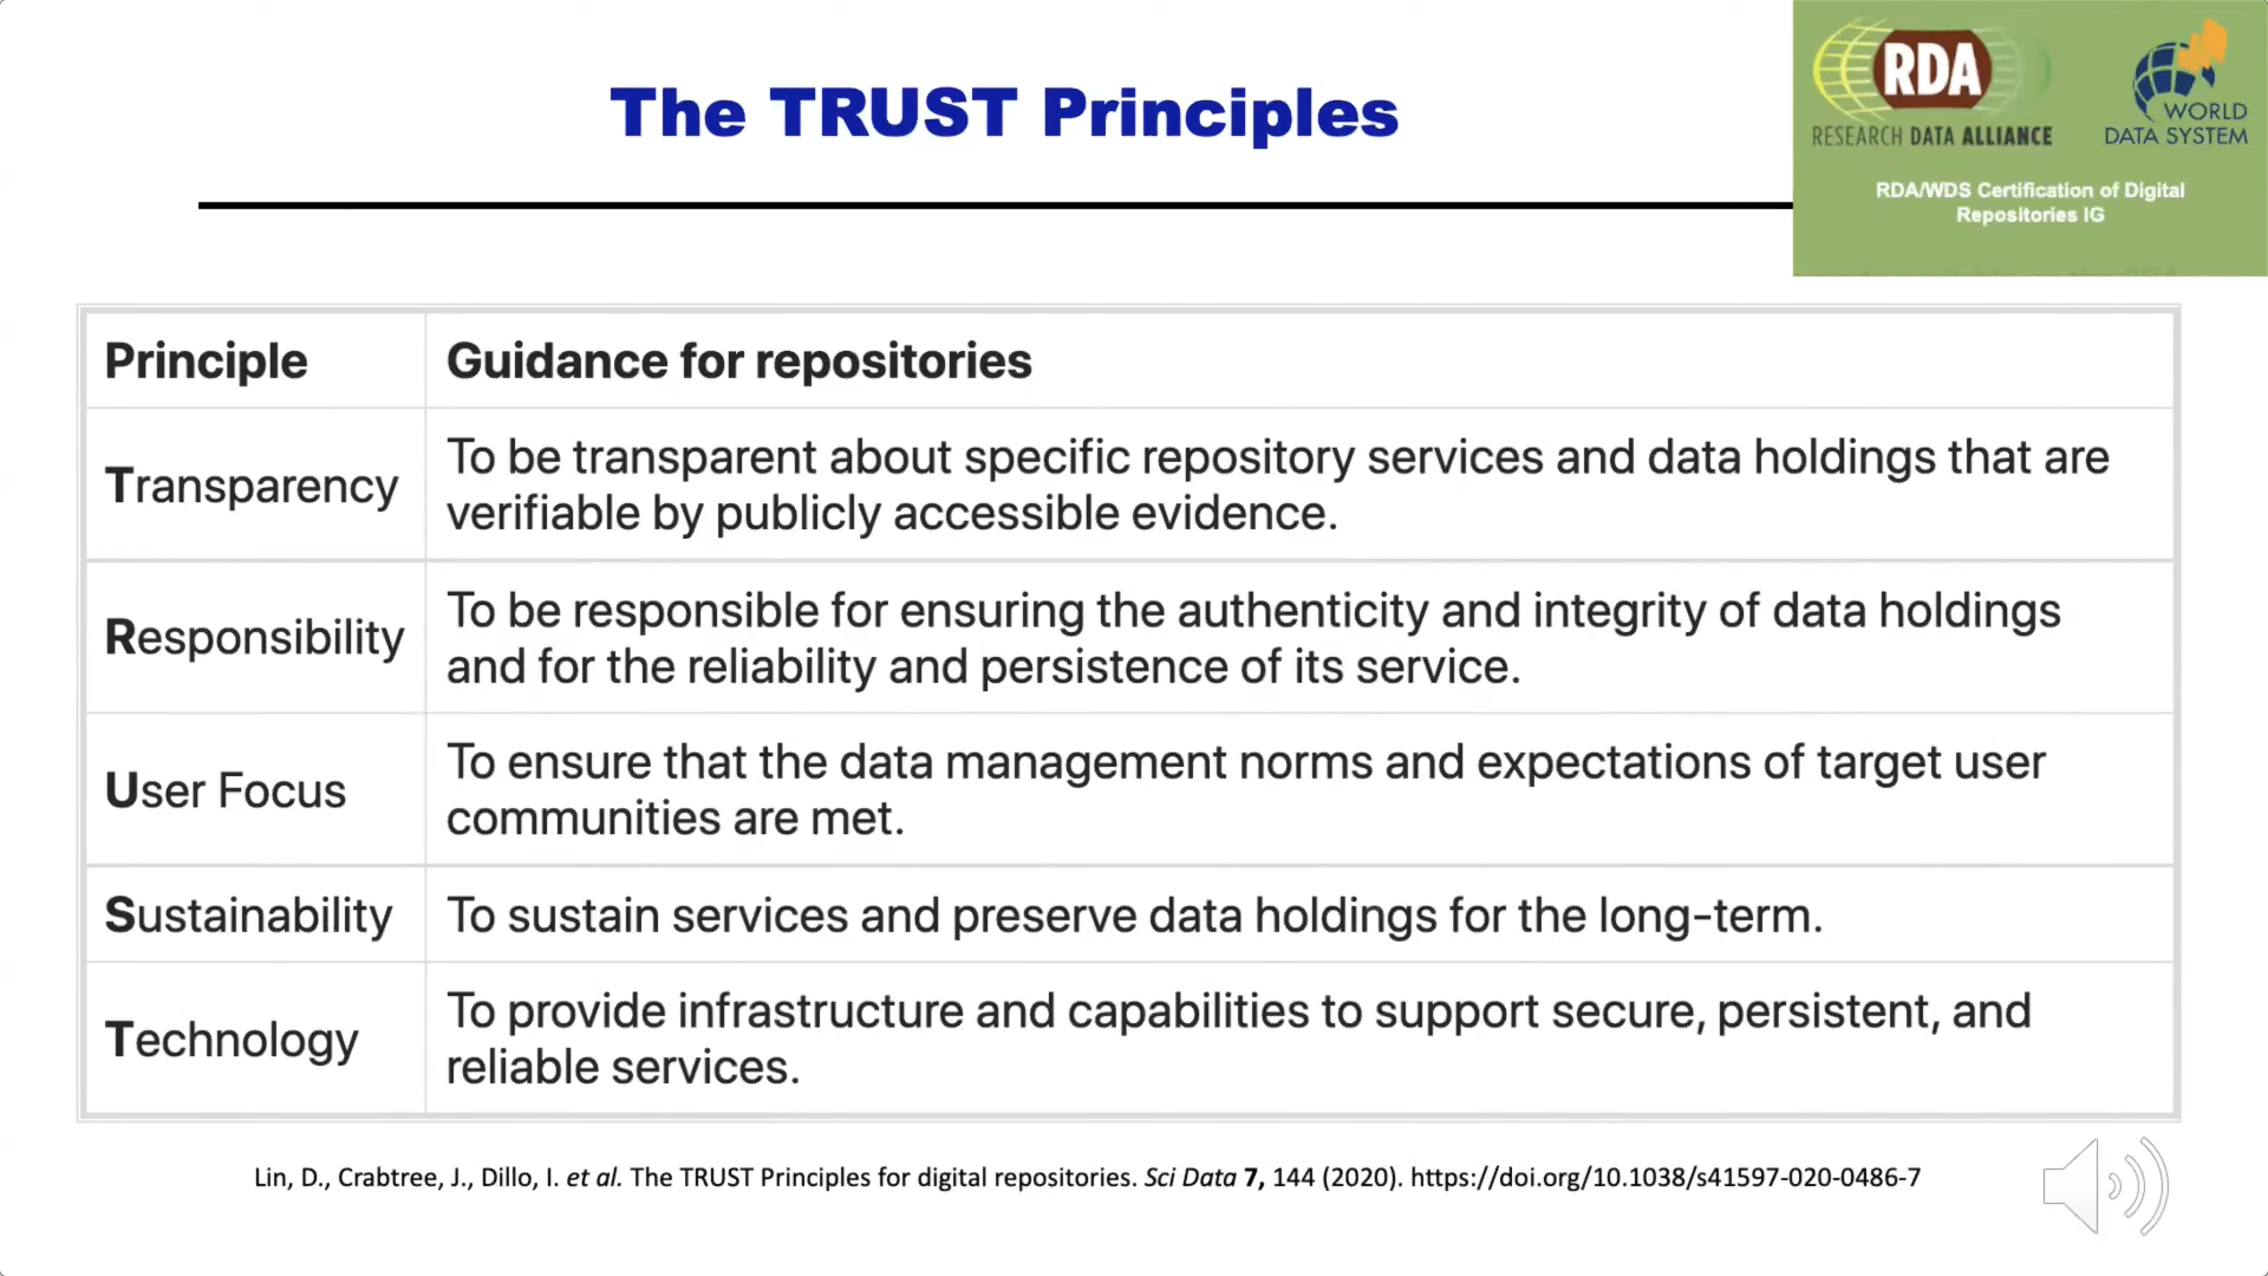 The TRUST Principles
RDA
RESEARCH DATA ALLIANCE
WORLD
DATA SYSTEM
RDA/WDS Certification of Digital
Repositories IG
Principle
Guidance for repositories
Transparency
To be transparent about specific repository services and data holdings that are
verifiable by publicly accessible evidence.
Responsibility
To be responsible for ensuring the authenticity and integrity of data holdings
and for the reliability and persistence of its service.
User Focus
To ensure that the data management norms and expectations of target user
communities are met.
Sustainability
To sustain services and preserve data holdings for the long-term.
Technology
To provide infrastructure and capabilities to support secure, persistent, and
reliable services.
Lin, D., Crabtree, J., Dillo, I. et al. The TRUST Principles for digital repositories. Sci Data 7, 144 (2020). https://doi.org/10.1038/s41597-020-0486-7